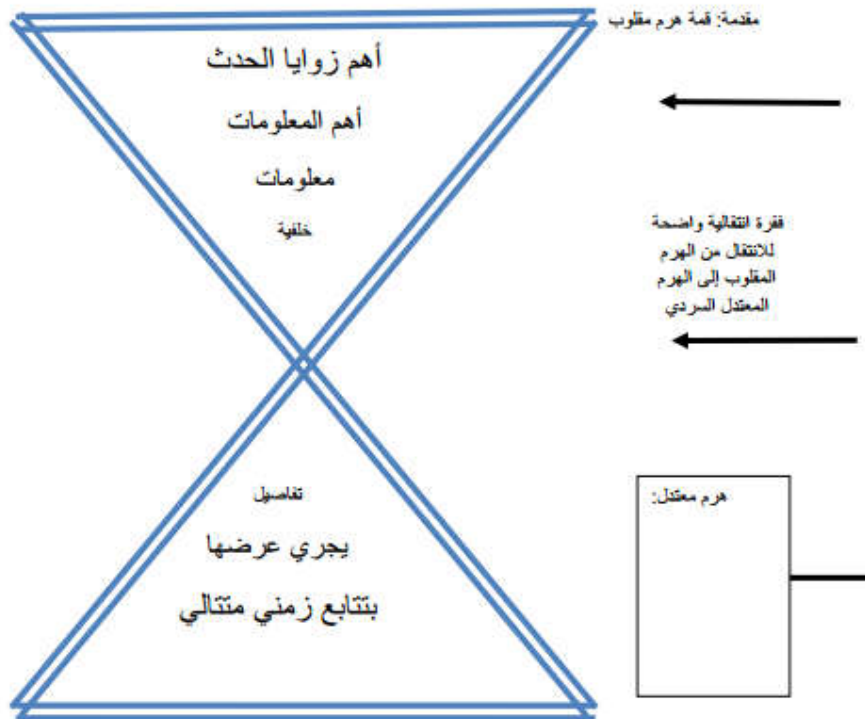 مقدمة: قمة هرم مقلوب
أهم زوايا الحدث
أهم المعلومات
معلومات
خلفية
فقرة انتقالية واضحة
للانتقال من الهرم
المقلوب إلى الهرم
المعتدل السردي
هرم معتدل:
تفاصيل
يجري عرضها
بتتابع زمني متتالي